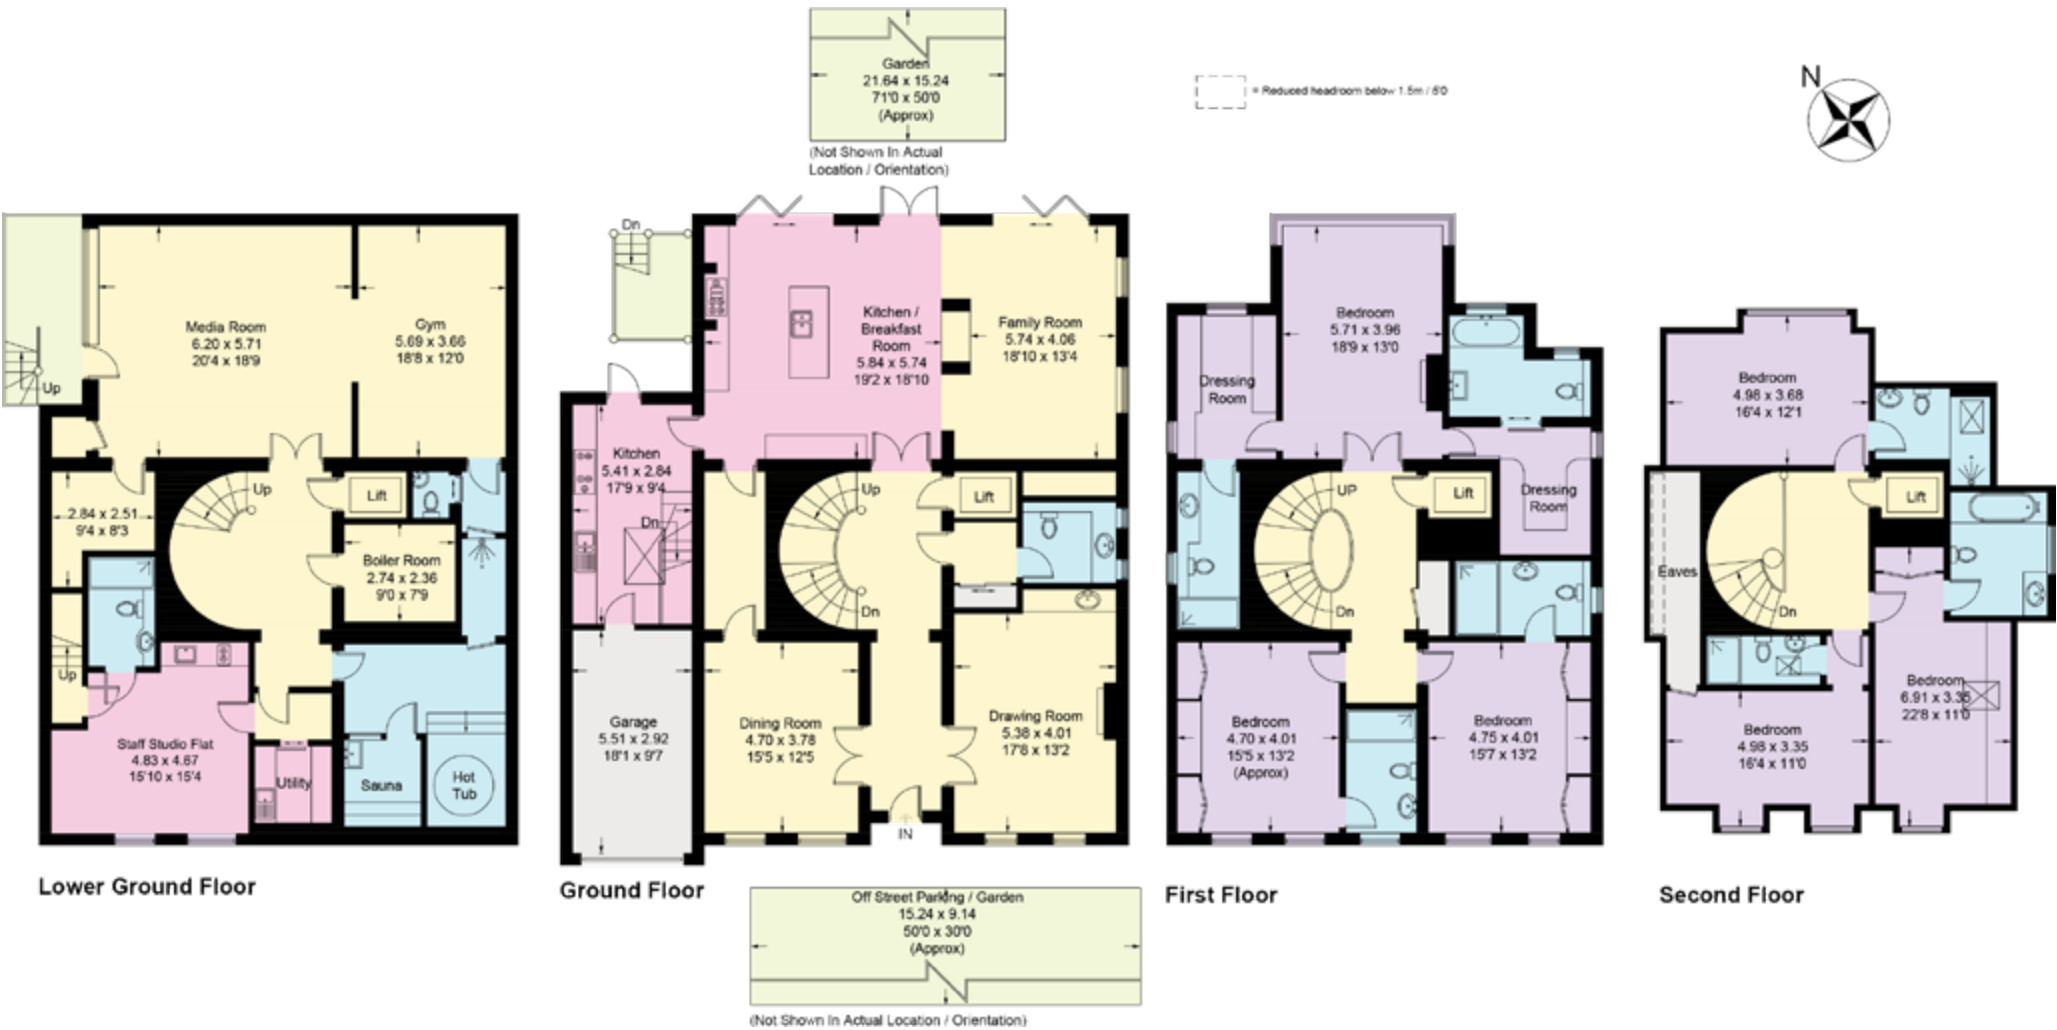 Garden
21.64 x 15.24
71'0 x 50'0
(Approx)
(Not Shown In Actual
Location / Orientation)
= Reduced headroom below 1.5m / 5'0
N
Media Room
6.20 x 5.71
20'4 x 18'9
Gym
5.69 x 3.66
18'8 x 12'0
Up
Up
Lift
2.84 x 2.51
9'4 x 8'3
Boiler Room
2.74 x 2.36
9'0 x 7'9
Up
Staff Studio Flat
4.83 x 4.67
15'10 x 15'4
Utility
Sauna
Hot
Tub
Lower Ground Floor
Dn
Kitchen /
Breakfast
Room
5.84 x 5.74
19'2 x 18'10
Family Room
5.74 x 4.06
18'10 x 13'4
Kitchen
5.41 x 2.84
17'9 x 9'4
Dn
Up
Lift
Dn
Garage
5.51 x 2.92
18'1 x 9'7
Dining Room
4.70 x 3.78
15'5 x 12'5
Drawing Room
5.38 x 4.01
17'8 x 13'2
IN
Ground Floor
Off Street Parking / Garden
15.24 x 9.14
50'0 x 30'0
(Approx)
(Not Shown In Actual Location / Orientation)
Bedroom
5.71 x 3.96
18'9 x 13'0
Dressing
Room
UP
Lift
Dressing
Room
Dn
Bedroom
4.70 x 4.01
15'5 x 13'2
(Approx)
Bedroom
4.75 x 4.01
15'7 x 13'2
First Floor
Bedroom
4.98 x 3.68
16'4 x 12'1
Lift
Eaves
Dn
Bedroom
6.91 x 3.35
22'8 x 11'0
Bedroom
4.98 x 3.35
16'4 x 11'0
Second Floor